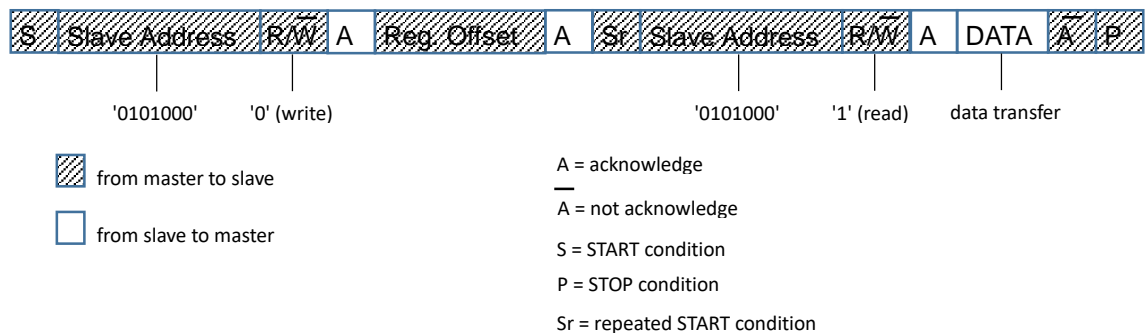 S Slave Address R/W̅ A Reg. Offset A Sr Slave Address R/W̅ A DATA A̅ P
'0101000' '0' (write) '0101000' '1' (read) data transfer
from master to slave
from slave to master
A = acknowledge
A̅ = not acknowledge
S = START condition
P = STOP condition
Sr = repeated START condition